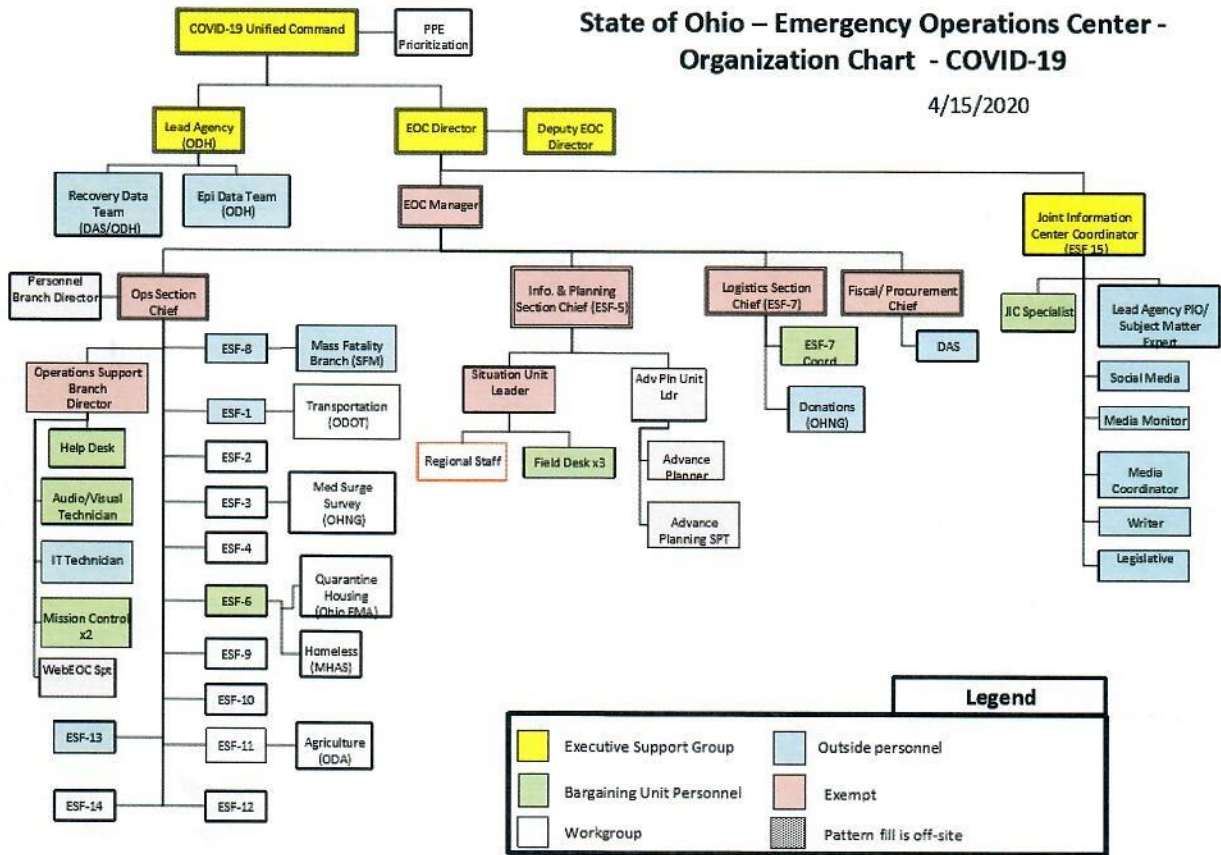 State of Ohio – Emergency Operations Center -
Organization Chart - COVID-19
4/15/2020
COVID-19 Unified Command
PPE
Prioritization
Lead Agency
(ODH)
EOC Director
Deputy EOC
Director
Recovery Data
Team
(DAS/ODH)
Epi Data Team
(ODH)
EOC Manager
Joint Information
Center Coordinator
(ESF 15)
Personnel
Branch Director
Ops Section
Chief
Info. & Planning
Section Chief (ESF-5)
Logistics Section
Chief (ESF-7)
Fiscal/ Procurement
Chief
JIC Specialist
Lead Agency PIO/
Subject Matter
Expert
Social Media
Media Monitor
Media
Coordinator
Writer
Legislative
ESF-7
Coord
DAS
Donations
(OHNG)
Situation Unit
Leader
Adv Pln Unit
Ldr
Regional Staff
Field Desk x3
Advance
Planner
Advance
Planning SPT
Operations Support
Branch
Director
Help Desk
Audio/Visual
Technician
IT Technician
Mission Control
x2
WebEOC Spt
ESF-8
Mass Fatality
Branch (SFM)
ESF-1
Transportation
(ODOT)
ESF-2
ESF-3
Med Surge
Survey
(OHNG)
ESF-4
ESF-6
Quarantine
Housing
(Ohio EMA)
Homeless
(MHAS)
ESF-9
ESF-10
ESF-13
ESF-11
Agriculture
(ODA)
ESF-14
ESF-12
Legend
Executive Support Group
Outside personnel
Bargaining Unit Personnel
Exempt
Workgroup
Pattern fill is off-site